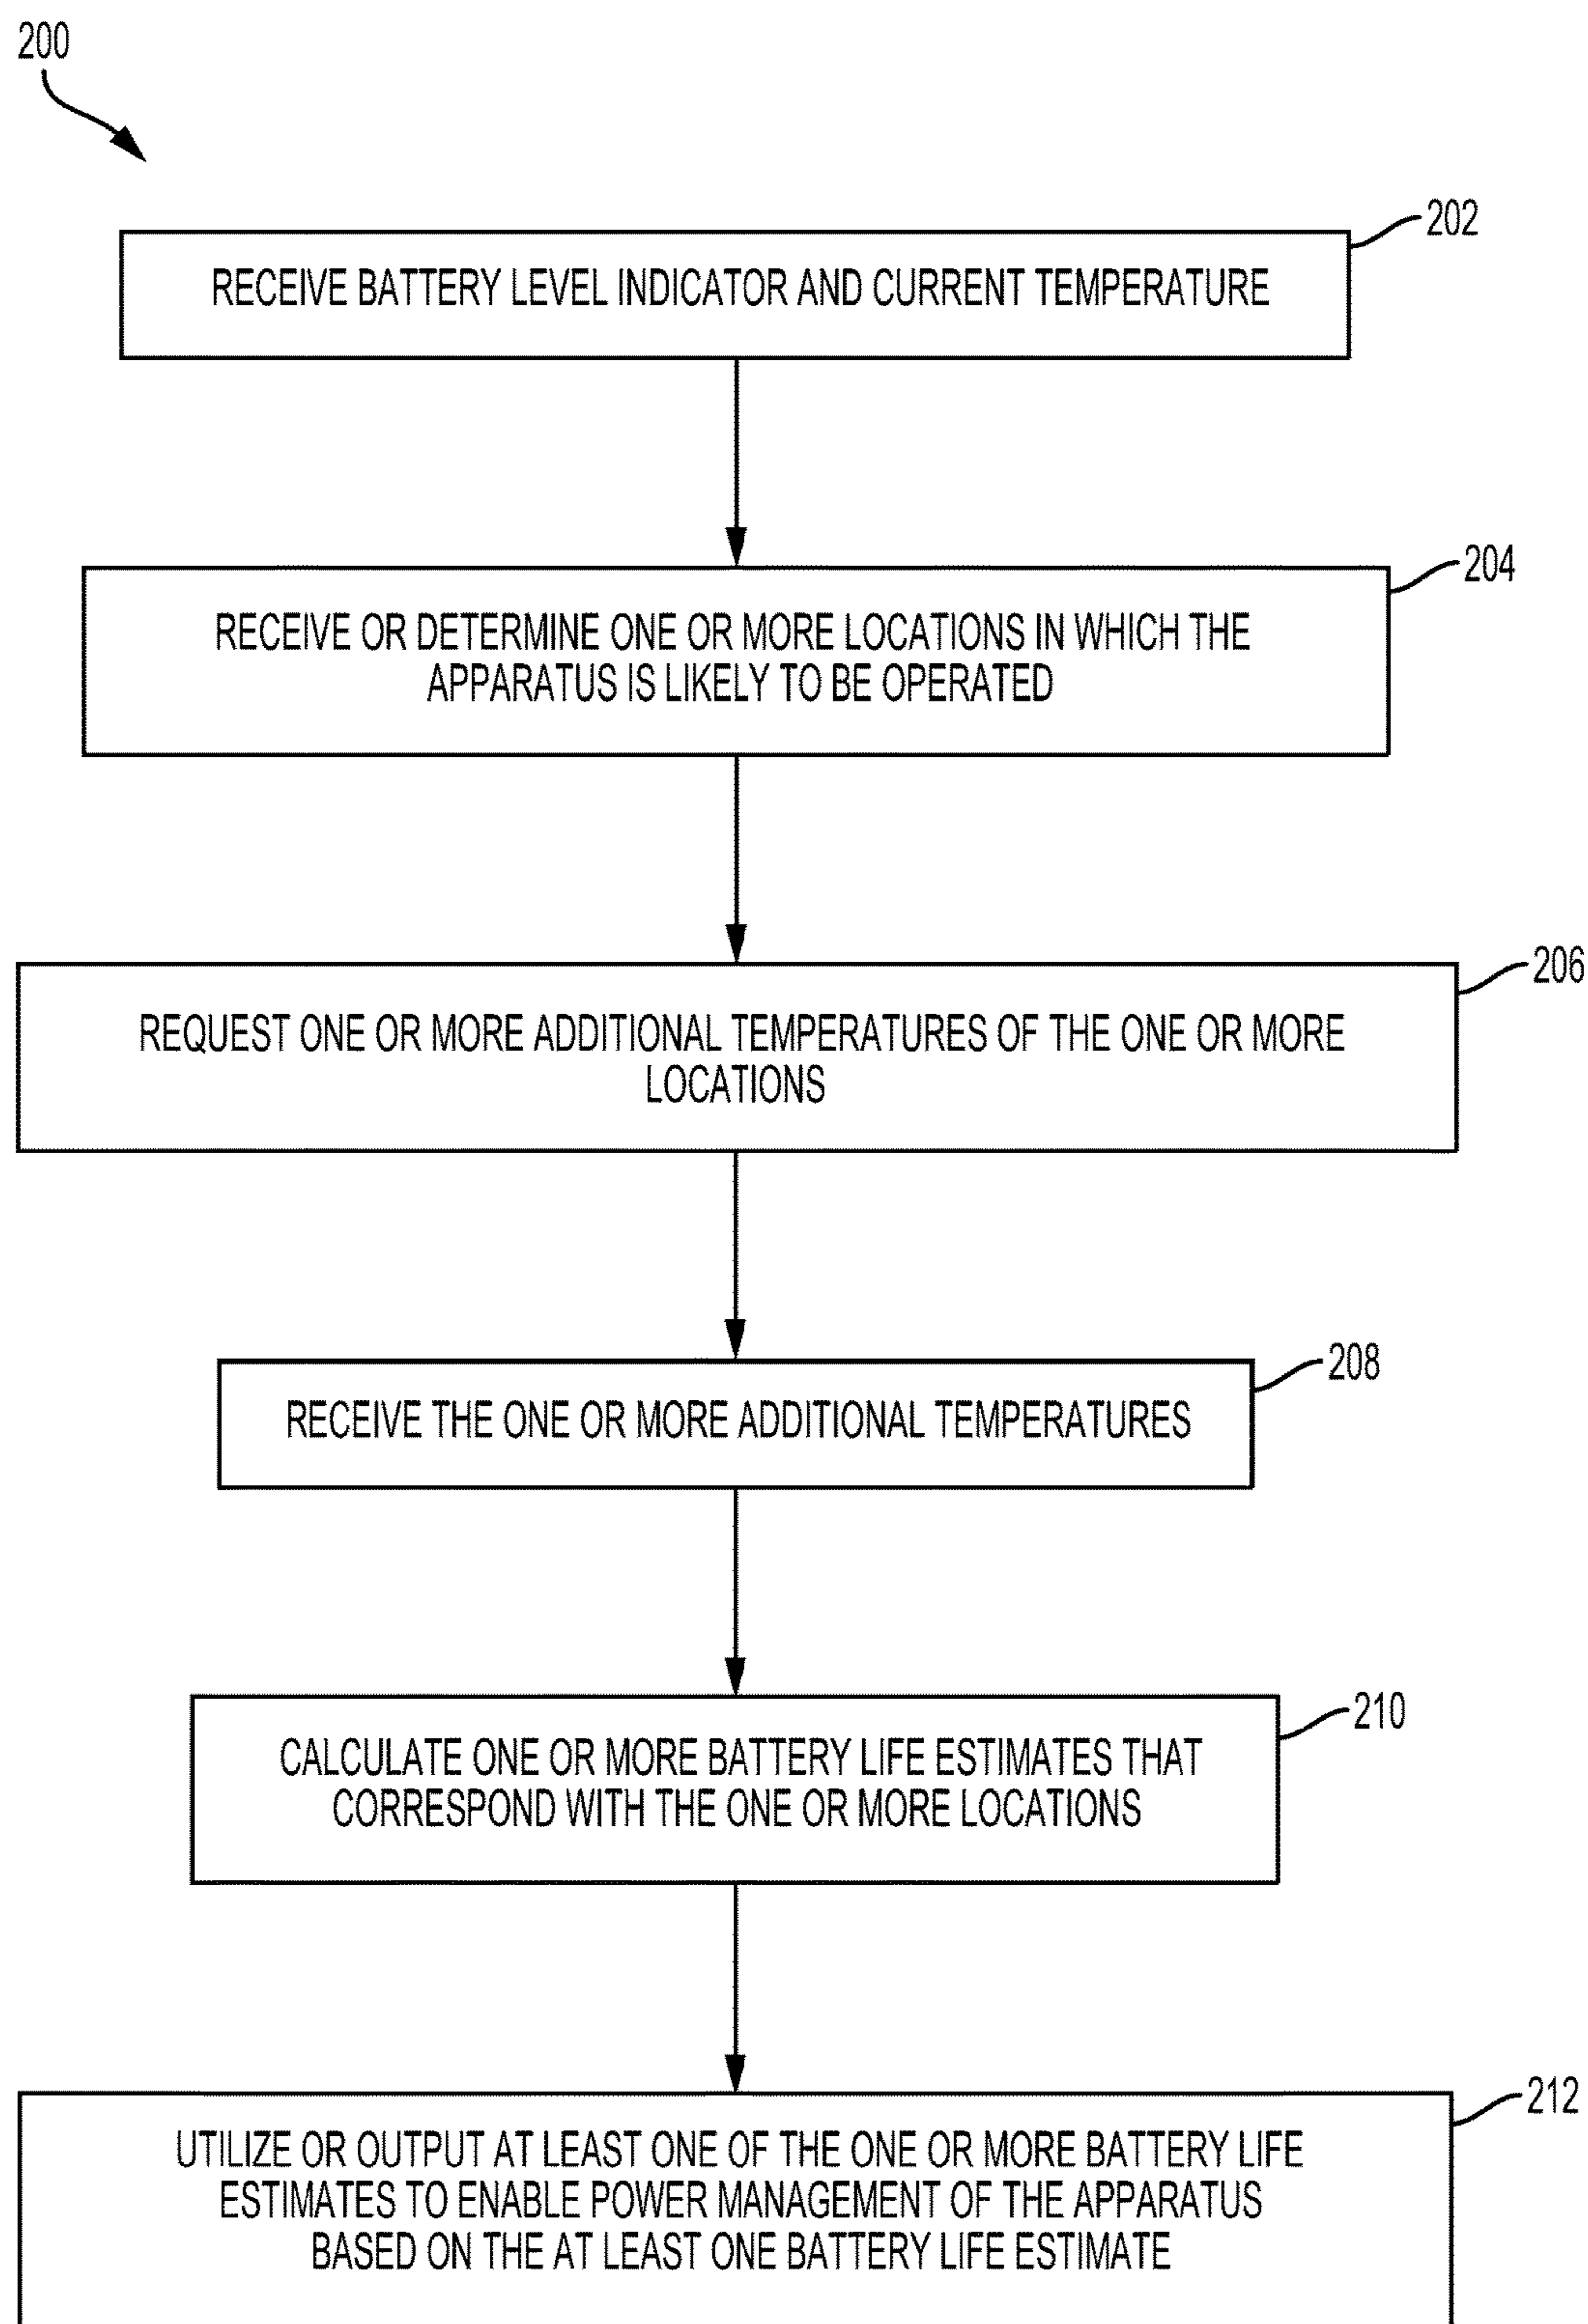 200
202
RECEIVE BATTERY LEVEL INDICATOR AND CURRENT TEMPERATURE
204
RECEIVE OR DETERMINE ONE OR MORE LOCATIONS IN WHICH THE
APPARATUS IS LIKELY TO BE OPERATED
206
REQUEST ONE OR MORE ADDITIONAL TEMPERATURES OF THE ONE OR MORE
LOCATIONS
208
RECEIVE THE ONE OR MORE ADDITIONAL TEMPERATURES
210
CALCULATE ONE OR MORE BATTERY LIFE ESTIMATES THAT
CORRESPOND WITH THE ONE OR MORE LOCATIONS
212
UTILIZE OR OUTPUT AT LEAST ONE OF THE ONE OR MORE BATTERY LIFE
ESTIMATES TO ENABLE POWER MANAGEMENT OF THE APPARATUS
BASED ON THE AT LEAST ONE BATTERY LIFE ESTIMATE